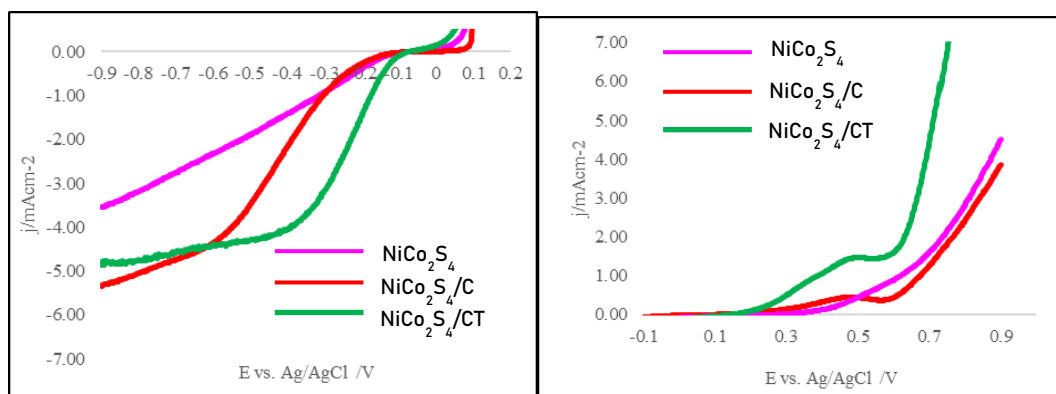 0.00
-0.9 -0.8 -0.7 -0.6 -0.5 -0.4 -0.3 -0.2 -0.1 0 0.1 0.2
-1.00
-2.00
-3.00
-4.00
-5.00
-6.00
-7.00
j/mAcm-2
NiCo₂S₄
NiCo₂S₄/C
NiCo₂S₄/CT
E vs. Ag/AgCl /V
7.00
6.00
5.00
4.00
3.00
2.00
1.00
0.00
j/mAcm-2
NiCo₂S₄
NiCo₂S₄/C
NiCo₂S₄/CT
-0.1 0.1 0.3 0.5 0.7 0.9
E vs. Ag/AgCl /V